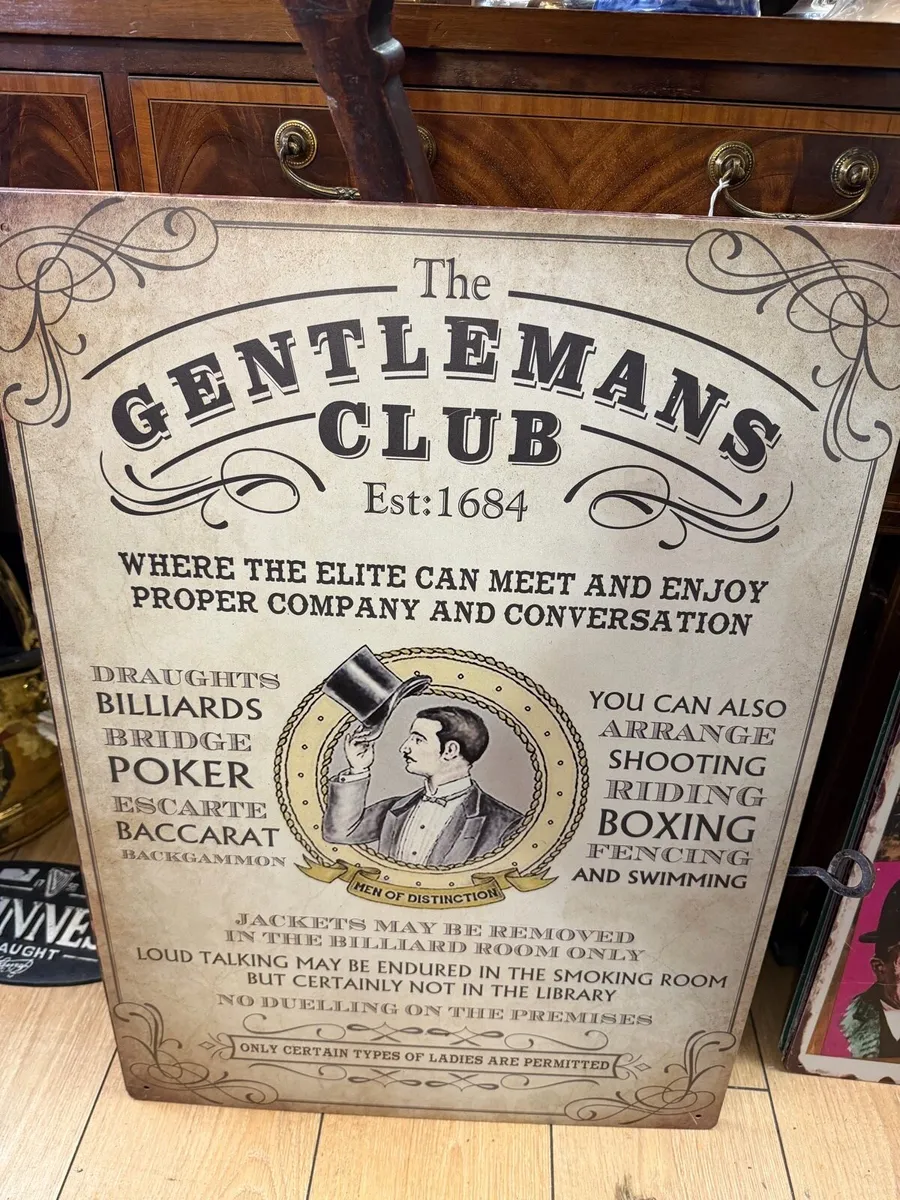 The
GENTLEMANS
CLUB
Est:1684
WHERE THE ELITE CAN MEET AND ENJOY
PROPER COMPANY AND CONVERSATION
DRAUGHTS
BILLIARDS
BRIDGE
POKER
ESCARTE
BACCARAT
BACKGAMMON
YOU CAN ALSO
ARRANGE
SHOOTING
RIDING
BOXING
FENCING
AND SWIMMING
MEN OF DISTINCTION
JACKETS MAY BE REMOVED
IN THE BILLIARD ROOM ONLY
LOUD TALKING MAY BE ENDURED IN THE SMOKING ROOM
BUT CERTAINLY NOT IN THE LIBRARY
NO DUELLING ON THE PREMISES
ONLY CERTAIN TYPES OF LADIES ARE PERMITTED